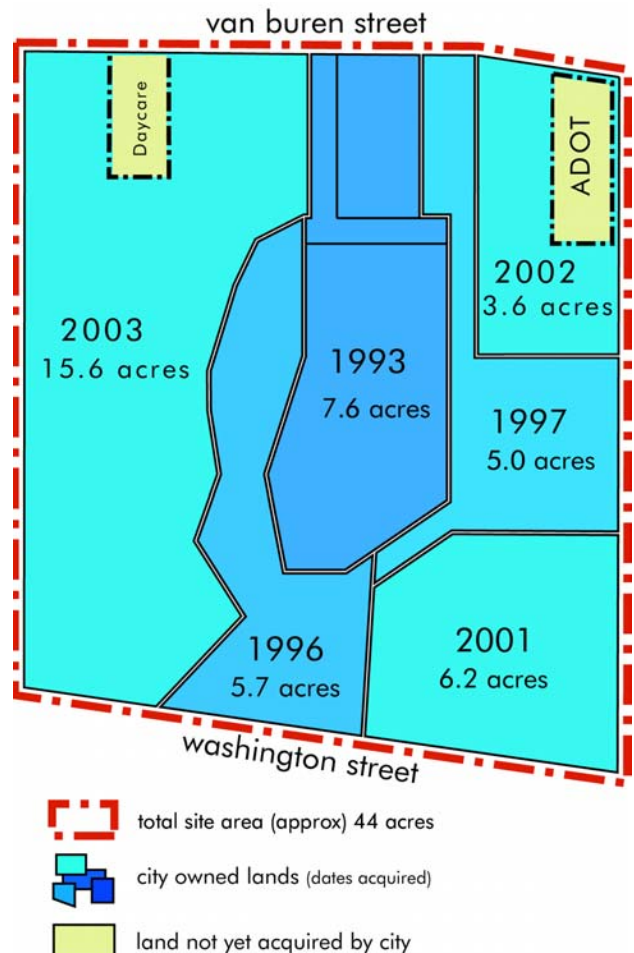 van buren street
Daycare
ADOT
2002
3.6 acres
2003
15.6 acres
1993
7.6 acres
1997
5.0 acres
1996
5.7 acres
2001
6.2 acres
washington street
total site area (approx) 44 acres
city owned lands (dates acquired)
land not yet acquired by city